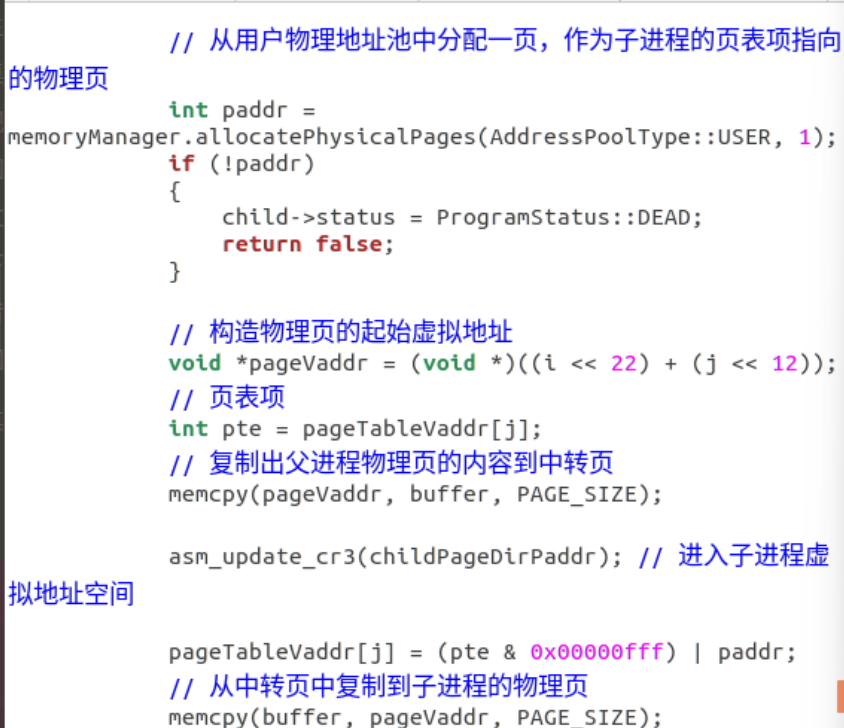 // 从用户物理地址池中分配一页，作为子进程的页表项指向
的物理页
int paddr =
memoryManager.allocatePhysicalPages(AddressPoolType::USER, 1);
if (!paddr)
{
child->status = ProgramStatus::DEAD;
return false;
}
// 构造物理页的起始虚拟地址
void *pageVaddr = (void *)((i << 22) + (j << 12));
// 页表项
int pte = pageTableVaddr[j];
// 复制出父进程物理页的内容到中转页
memcpy(pageVaddr, buffer, PAGE_SIZE);
asm_update_cr3(childPageDirPaddr); // 进入子进程虚
拟地址空间
pageTableVaddr[j] = (pte & 0x00000fff) | paddr;
// 从中转页中复制到子进程的物理页
memcpy(buffer, pageVaddr, PAGE_SIZE);